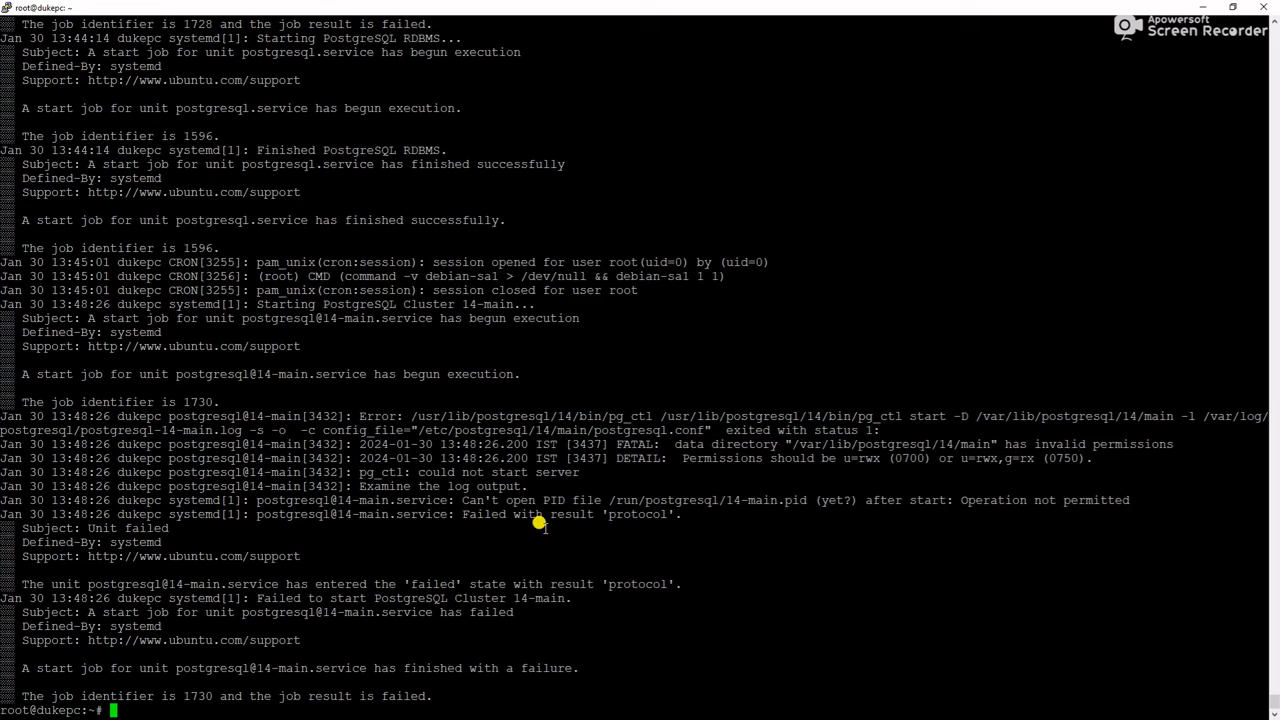 root@dukepc: ~
Apowersoft
Screen Recorder
The job identifier is 1728 and the job result is failed.
Jan 30 13:44:14 dukepc systemd[1]: Starting PostgreSQL RDBMS...
Subject: A start job for unit postgresql.service has begun execution
Defined-By: systemd
Support: http://www.ubuntu.com/support
A start job for unit postgresql.service has begun execution.
The job identifier is 1596.
Jan 30 13:44:14 dukepc systemd[1]: Finished PostgreSQL RDBMS.
Subject: A start job for unit postgresql.service has finished successfully
Defined-By: systemd
Support: http://www.ubuntu.com/support
A start job for unit postgresql.service has finished successfully.
The job identifier is 1596.
Jan 30 13:45:01 dukepc CRON[3255]: pam_unix(cron:session): session opened for user root(uid=0) by (uid=0)
Jan 30 13:45:01 dukepc CRON[3256]: (root) CMD (command -v debian-sa1 > /dev/null && debian-sa1 1 1)
Jan 30 13:45:01 dukepc CRON[3255]: pam_unix(cron:session): session closed for user root
Jan 30 13:48:26 dukepc systemd[1]: Starting PostgreSQL Cluster 14-main...
Subject: A start job for unit postgresql@14-main.service has begun execution
Defined-By: systemd
Support: http://www.ubuntu.com/support
A start job for unit postgresql@14-main.service has begun execution.
The job identifier is 1730.
Jan 30 13:48:26 dukepc postgresql@14-main[3432]: Error: /usr/lib/postgresql/14/bin/pg_ctl /usr/lib/postgresql/14/bin/pg_ctl start -D /var/lib/postgresql/14/main -l /var/log/
postgresql/postgresql-14-main.log -s -o  -c config_file="/etc/postgresql/14/main/postgresql.conf"  exited with status 1:
Jan 30 13:48:26 dukepc postgresql@14-main[3432]: 2024-01-30 13:48:26.200 IST [3437] FATAL:  data directory "/var/lib/postgresql/14/main" has invalid permissions
Jan 30 13:48:26 dukepc postgresql@14-main[3432]: 2024-01-30 13:48:26.200 IST [3437] DETAIL:  Permissions should be u=rwx (0700) or u=rwx,g=rx (0750).
Jan 30 13:48:26 dukepc postgresql@14-main[3432]: pg_ctl: could not start server
Jan 30 13:48:26 dukepc postgresql@14-main[3432]: Examine the log output.
Jan 30 13:48:26 dukepc systemd[1]: postgresql@14-main.service: Can't open PID file /run/postgresql/14-main.pid (yet?) after start: Operation not permitted
Jan 30 13:48:26 dukepc systemd[1]: postgresql@14-main.service: Failed with result 'protocol'.
Subject: Unit failed
Defined-By: systemd
Support: http://www.ubuntu.com/support
The unit postgresql@14-main.service has entered the 'failed' state with result 'protocol'.
Jan 30 13:48:26 dukepc systemd[1]: Failed to start PostgreSQL Cluster 14-main.
Subject: A start job for unit postgresql@14-main.service has failed
Defined-By: systemd
Support: http://www.ubuntu.com/support
A start job for unit postgresql@14-main.service has finished with a failure.
The job identifier is 1730 and the job result is failed.
root@dukepc:~#